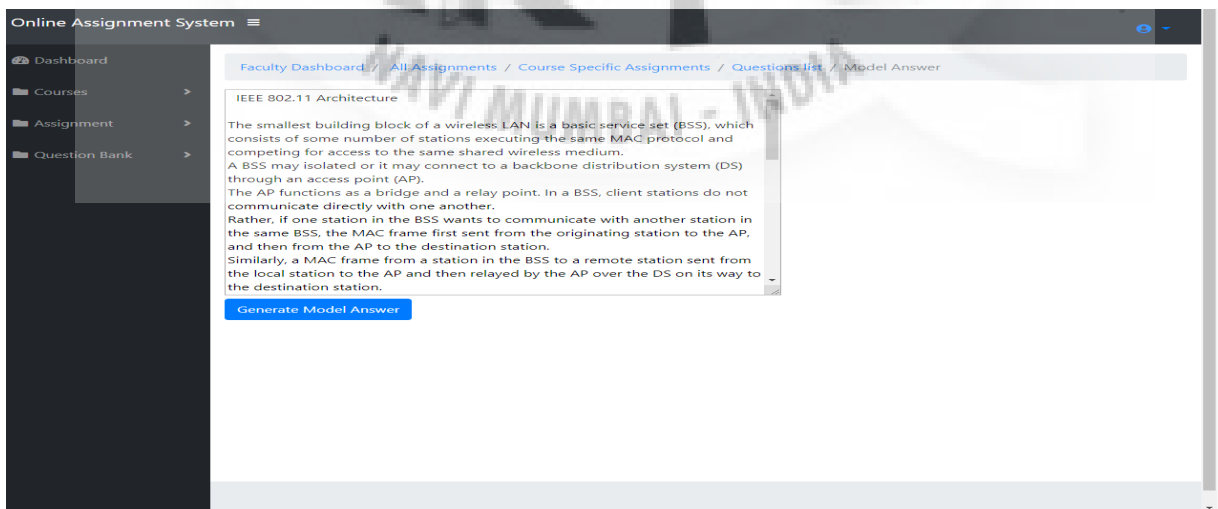 Online Assignment System
Dashboard
Courses
Assignment
Question Bank
Faculty Dashboard / All Assignments / Course Specific Assignments / Questions list / Model Answer
IEEE 802.11 Architecture
The smallest building block of a wireless LAN is a basic service set (BSS), which
consists of some number of stations executing the same MAC protocol and
competing for access to the same shared wireless medium.
A BSS may isolated or it may connect to a backbone distribution system (DS)
through an access point (AP).
The AP functions as a bridge and a relay point. In a BSS, client stations do not
communicate directly with one another.
Rather, if one station in the BSS wants to communicate with another station in
the same BSS, the MAC frame first sent from the originating station to the AP,
and then from the AP to the destination station.
Similarly, a MAC frame from a station in the BSS to a remote station sent from
the local station to the AP and then relayed by the AP over the DS on its way to
the destination station.
Generate Model Answer
NAVI MUMBAI - INDIA